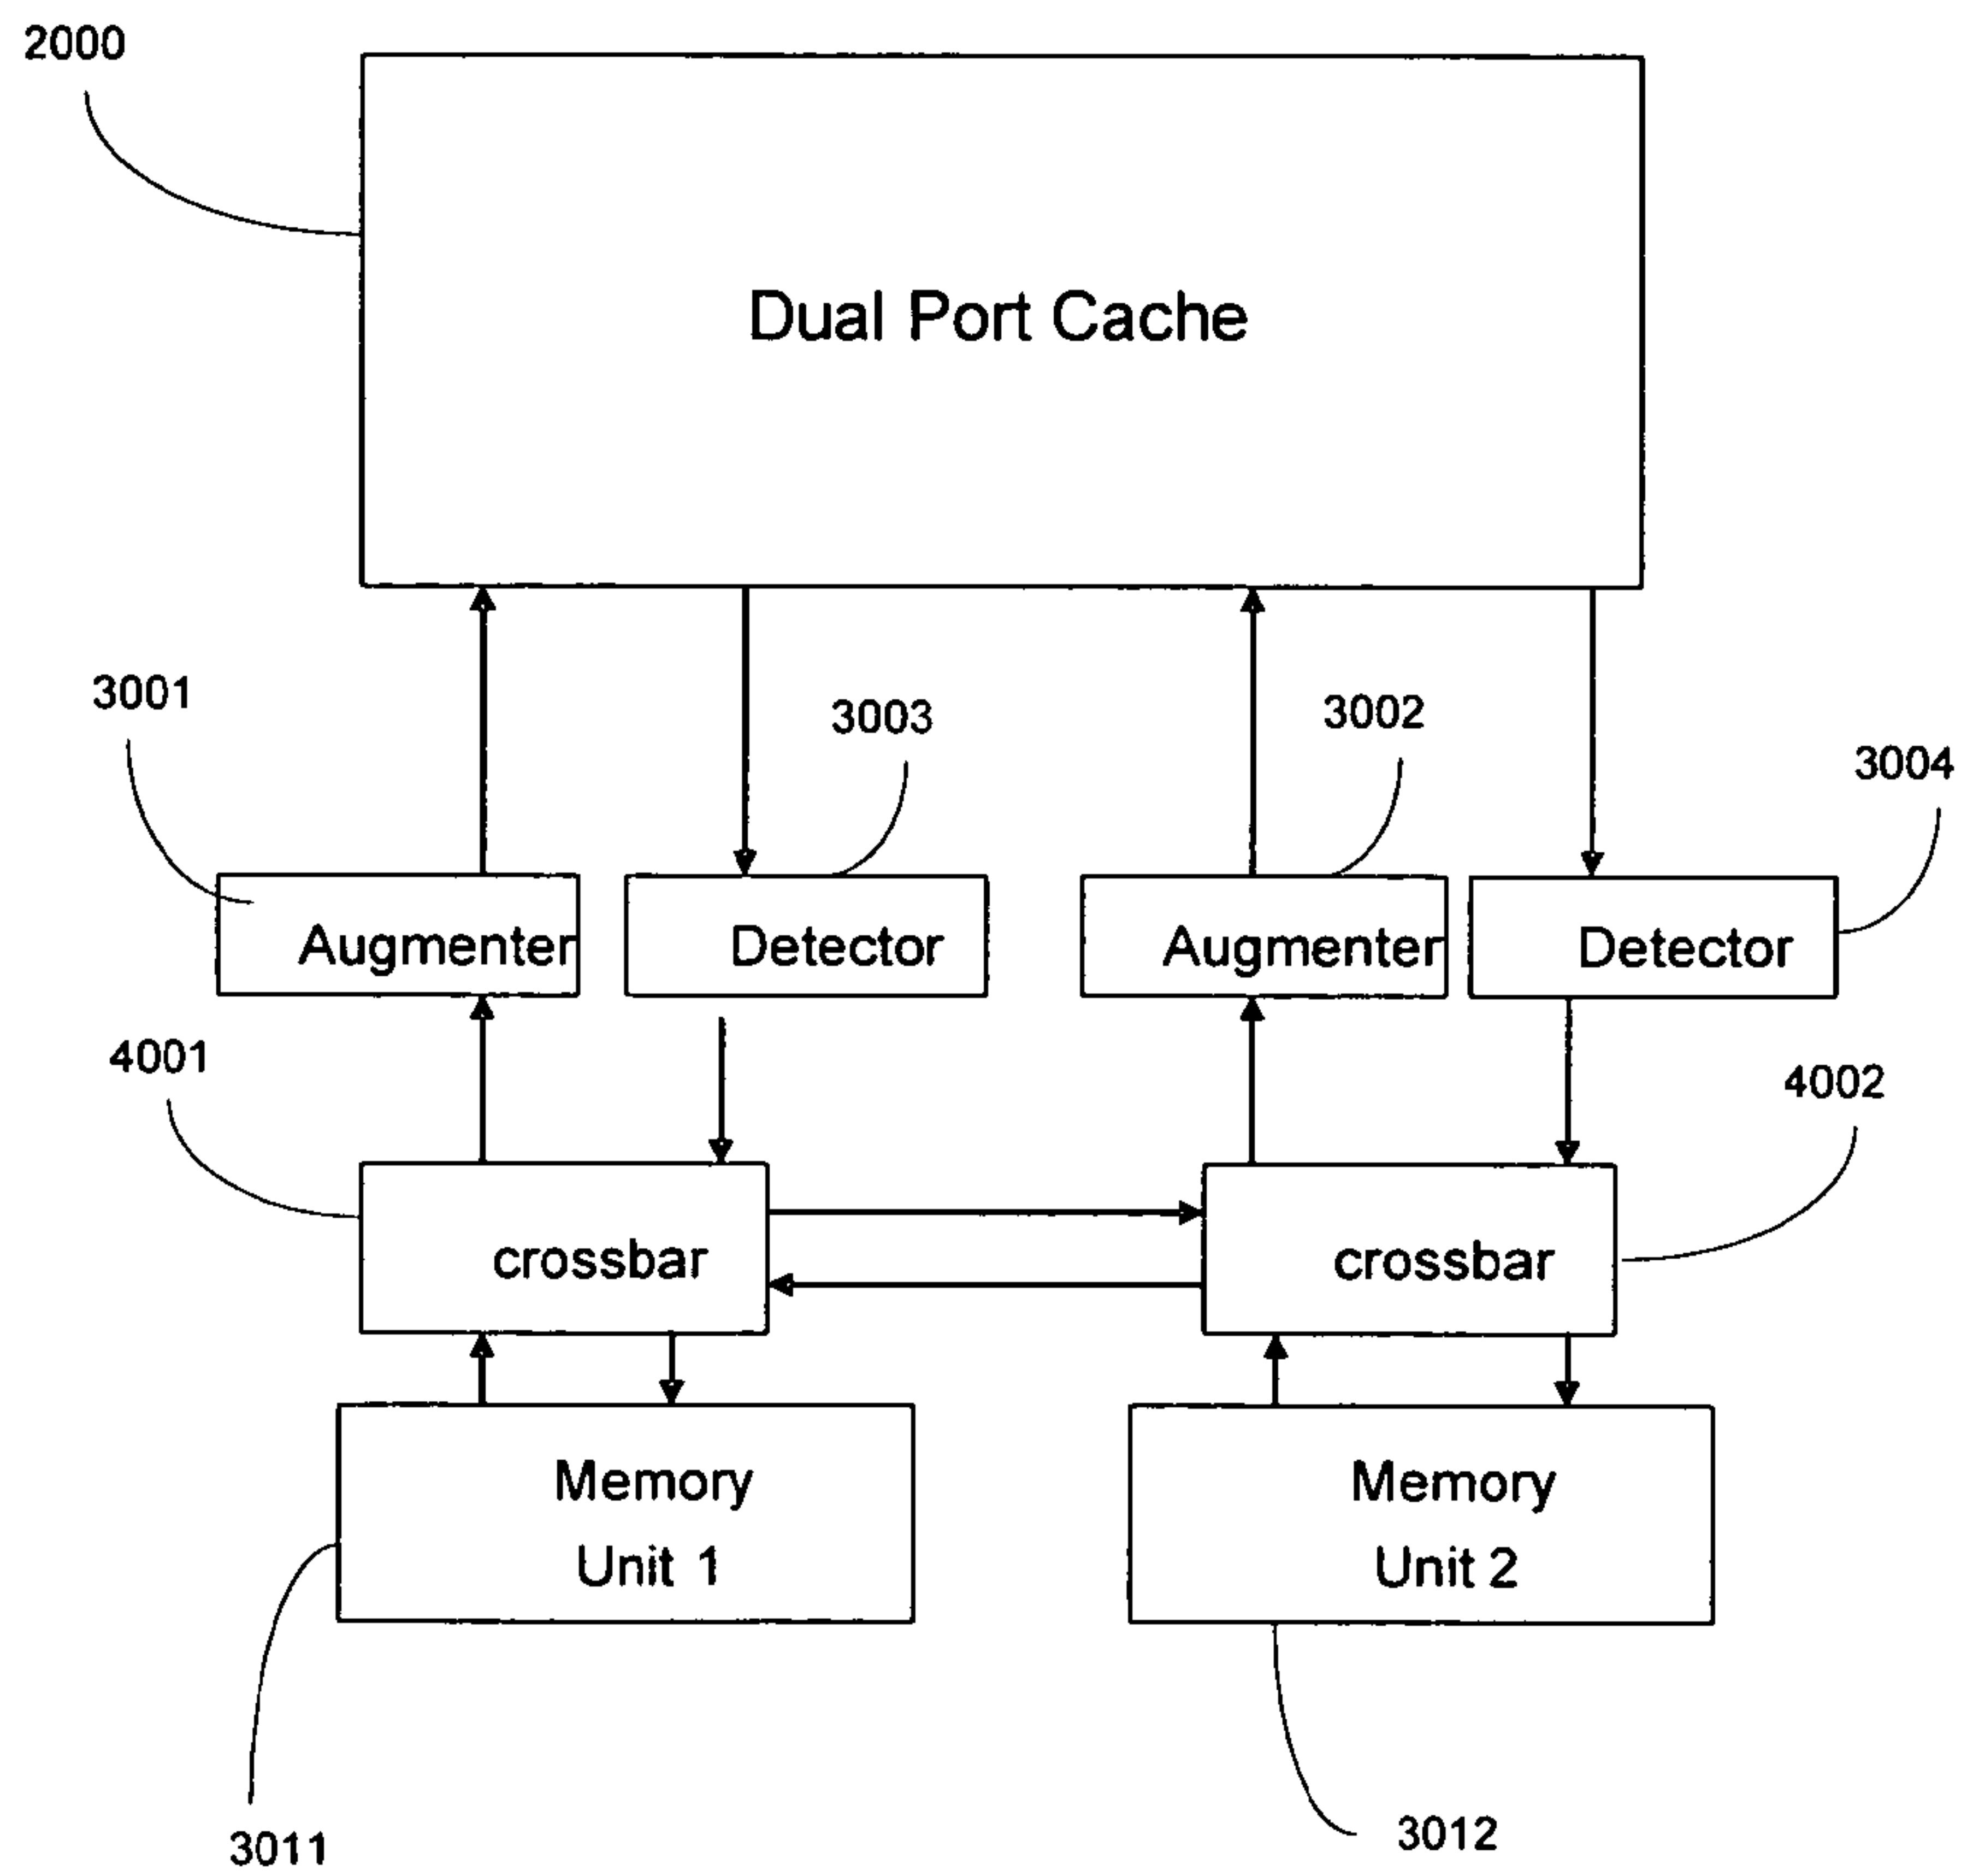 2000
Dual Port Cache
3001
3003
3002
3004
Augmenter
Detector
Augmenter
Detector
4001
4002
crossbar
crossbar
Memory
Unit 1
Memory
Unit 2
3011
3012